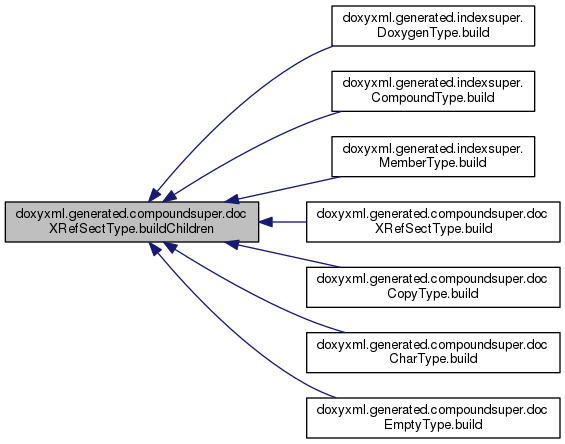 doxyxml.generated.indexsuper.
DoxygenType.build
doxyxml.generated.indexsuper.
CompoundType.build
doxyxml.generated.indexsuper.
MemberType.build
doxyxml.generated.compoundsuper.doc
XRefSectType.buildChildren
doxyxml.generated.compoundsuper.doc
XRefSectType.build
doxyxml.generated.compoundsuper.doc
CopyType.build
doxyxml.generated.compoundsuper.doc
CharType.build
doxyxml.generated.compoundsuper.doc
EmptyType.build